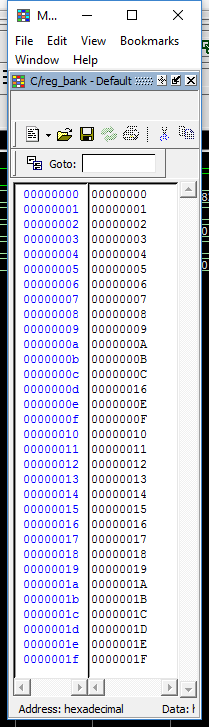 M...
File Edit View Bookmarks
Window Help
C/reg_bank - Default
Goto:
00000000 00000000
00000001 00000001
00000002 00000002
00000003 00000003
00000004 00000004
00000005 00000005
00000006 00000006
00000007 00000007
00000008 00000008
00000009 00000009
0000000a 0000000A
0000000b 0000000B
0000000c 0000000C
0000000d 00000016
0000000e 0000000E
0000000f 0000000F
00000010 00000010
00000011 00000011
00000012 00000012
00000013 00000013
00000014 00000014
00000015 00000015
00000016 00000016
00000017 00000017
00000018 00000018
00000019 00000019
0000001a 0000001A
0000001b 0000001B
0000001c 0000001C
0000001d 0000001D
0000001e 0000001E
0000001f 0000001F
Address: hexadecimal Data: h